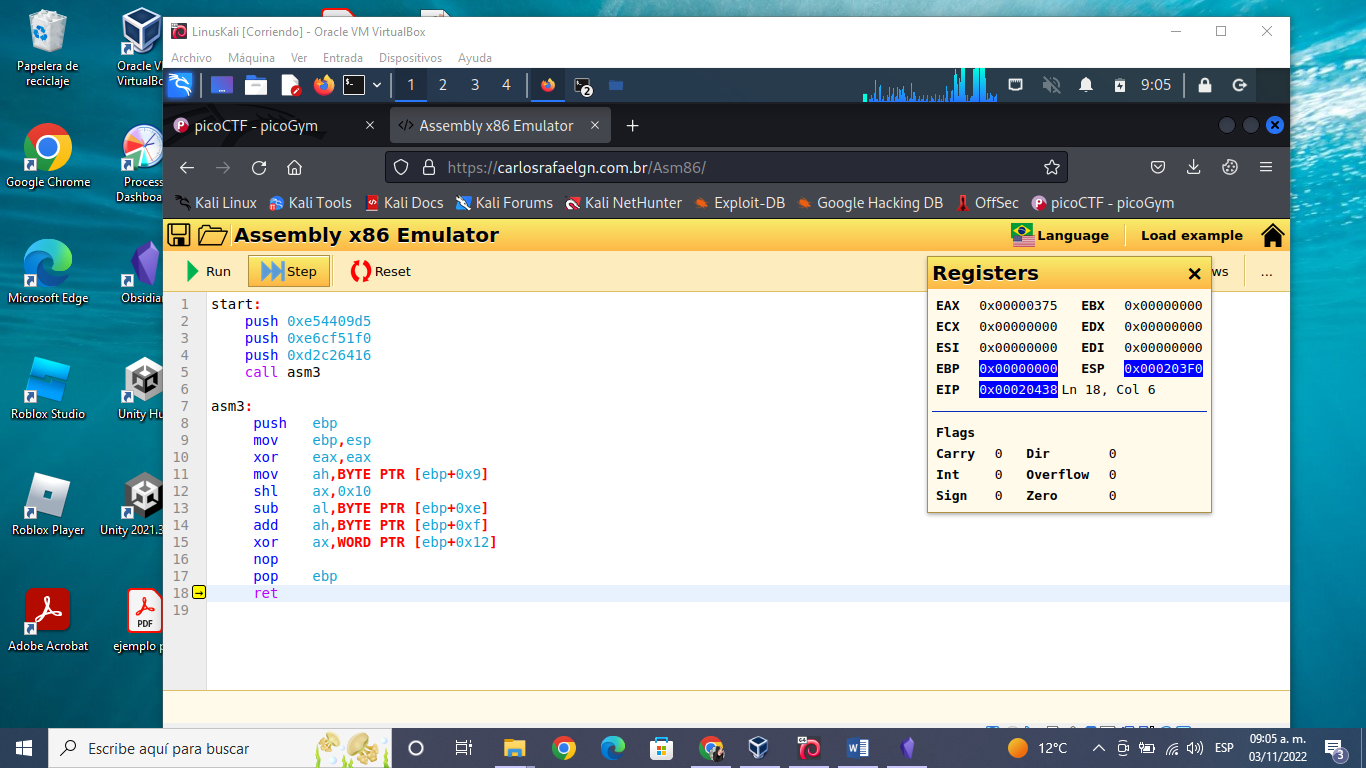 LinusKali [Corriendo] - Oracle VM VirtualBox
Archivo Máquina Ver Entrada Dispositivos Ayuda
1 2 3 4 2 9:05
picoCTF - picoGym Assembly x86 Emulator
https://carlosrafaelgn.com.br/Asm86/
Kali Linux Kali Tools Kali Docs Kali Forums Kali NetHunter Exploit-DB Google Hacking DB OffSec picoCTF - picoGym
Assembly x86 Emulator Language Load example
Run Step Reset ws ...
1 start:
2 push 0xe54409d5
3 push 0xe6cf51f0
4 push 0xd2c26416
5 call asm3
6
7 asm3:
8 push ebp
9 mov ebp,esp
10 xor eax,eax
11 mov ah,BYTE PTR [ebp+0x9]
12 shl ax,0x10
13 sub al,BYTE PTR [ebp+0xe]
14 add ah,BYTE PTR [ebp+0xf]
15 xor ax,WORD PTR [ebp+0x12]
16 nop
17 pop ebp
18 ret
19
Registers
EAX 0x00000375 EBX 0x00000000
ECX 0x00000000 EDX 0x00000000
ESI 0x00000000 EDI 0x00000000
EBP 0x00000000 ESP 0x000203F0
EIP 0x00020438 Ln 18, Col 6
Flags
Carry 0 Dir 0
Int 0 Overflow 0
Sign 0 Zero 0
Papelera de
reciclaje
Oracle VM
VirtualBo
Google Chrome
Process
Dashboa
Microsoft Edge
Obsidia
Roblox Studio
Unity Hu
Roblox Player
Unity 2021.3
Adobe Acrobat
PDF
ejemplo p
Escribe aquí para buscar
12°C
ESP
09:05 a. m.
03/11/2022
3